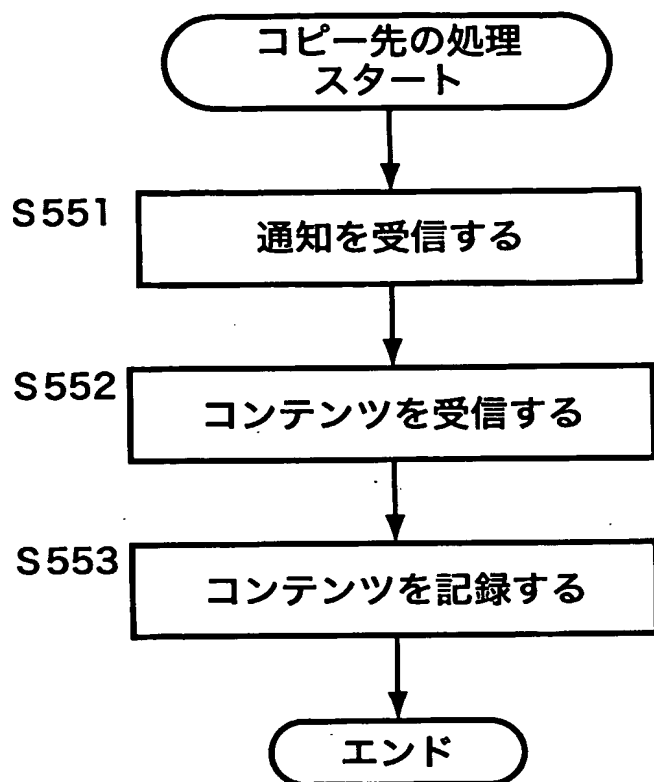 コピー先の処理
スタート
S551
通知を受信する
S552
コンテンツを受信する
S553
コンテンツを記録する
エンド